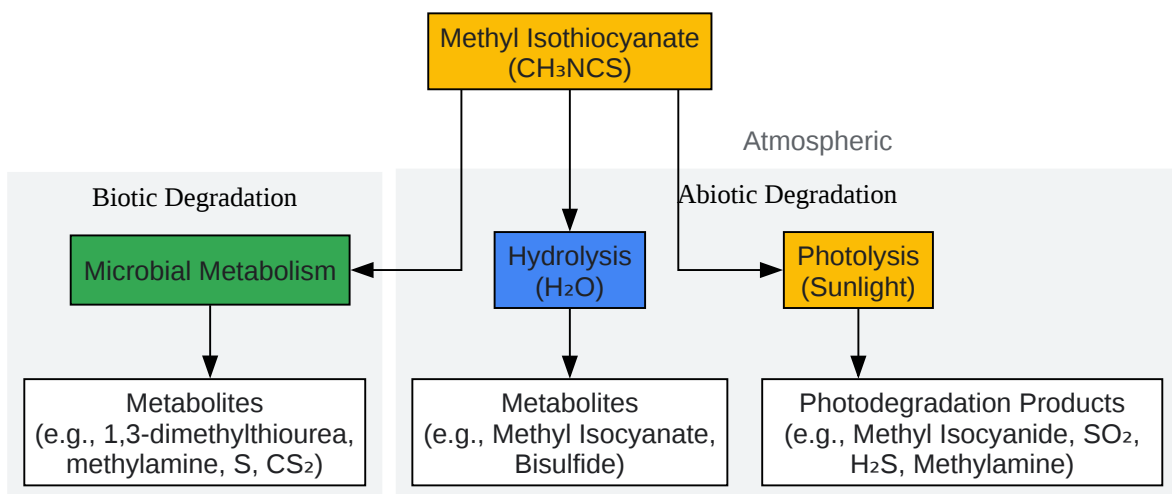 Methyl Isothiocyanate
(CH₃NCS)
Atmospheric
Biotic Degradation
Abiotic Degradation
Microbial Metabolism
Hydrolysis
(H₂O)
Photolysis
(Sunlight)
Metabolites
(e.g., 1,3-dimethylthiourea,
methylamine, S, CS₂)
Metabolites
(e.g., Methyl Isocyanate,
Bisulfide)
Photodegradation Products
(e.g., Methyl Isocyanide, SO₂,
H₂S, Methylamine)